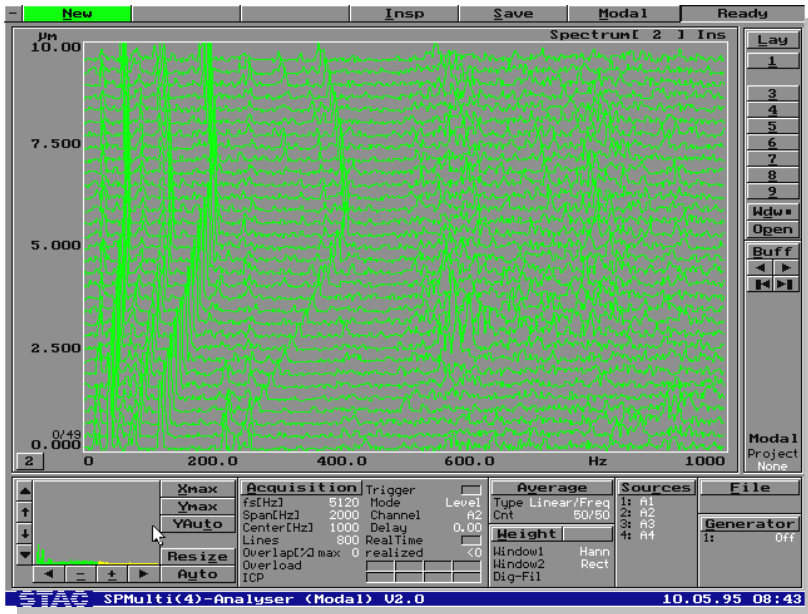 - New Insp Save Modal Ready
µm Spectrum[ 2 ] Ins
10.00
7.500
5.000
2.500
0/49
0.000
2 0 200.0 400.0 600.0 Hz 1000
Lay
1
3
4
5
6
7
8
9
Wdw
Open
Buff
Modal
Project
None
Xmax
Ymax
YAuto
Resize
Auto
- +
Acquisition Trigger
fs[Hz] 5120 Mode Level
Span[Hz] 2000 Channel A2
Center[Hz] 1000 Delay 0.00
Lines 800 RealTime
Overlap[%] max 0 realized <0
Overload
ICP
Average
Type Linear/Freq
Cnt 50/50
Weight
Window1 Hann
Window2 Rect
Dig-Fil
Sources
1: A1
2: A2
3: A3
4: A4
File
Generator
1: Off
STAC SPMulti(4)-Analyser (Modal) V2.0 10.05.95 08:43